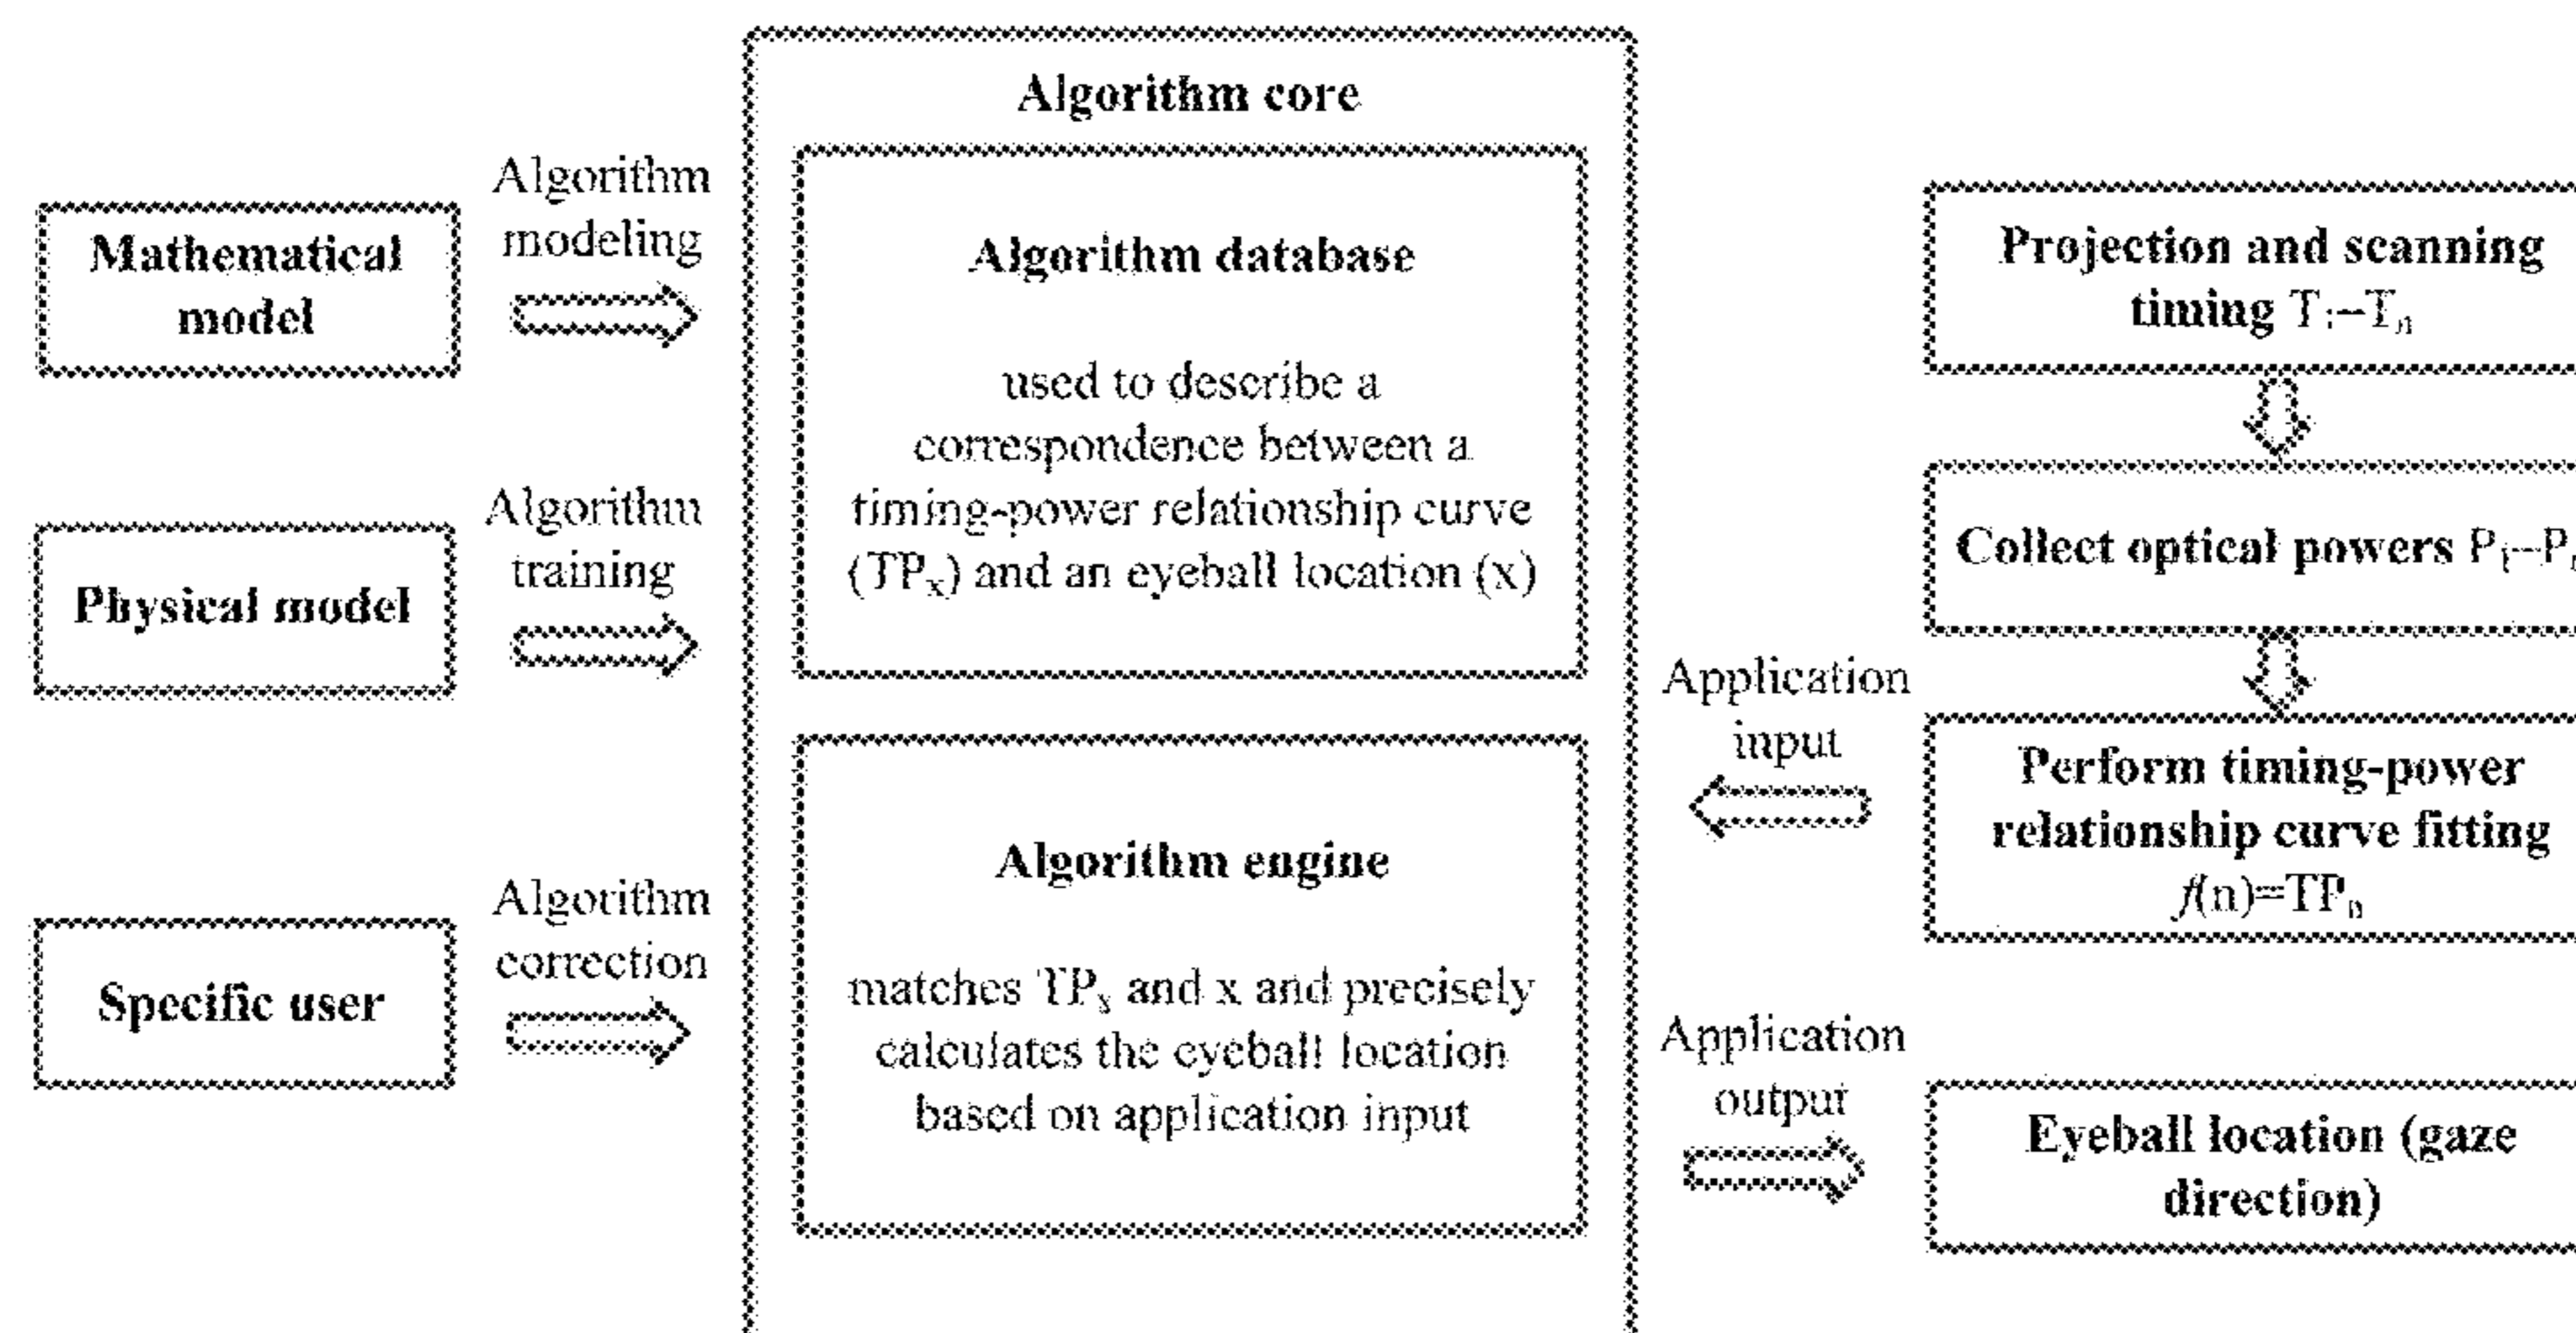 Algorithm core
Mathematical
model
Algorithm
modeling
Physical model
Algorithm
training
Specific user
Algorithm
correction
Algorithm database
used to describe a
correspondence between a
timing-power relationship curve
(TPₓ) and an eyeball location (x)
Algorithm engine
matches TPₓ and x and precisely
calculates the eyeball location
based on application input
Application
input
Application
output
Projection and scanning
timing T₁–Tₙ
Collect optical powers P₁–Pₙ
Perform timing-power
relationship curve fitting
f(n)=TPₙ
Eyeball location (gaze
direction)